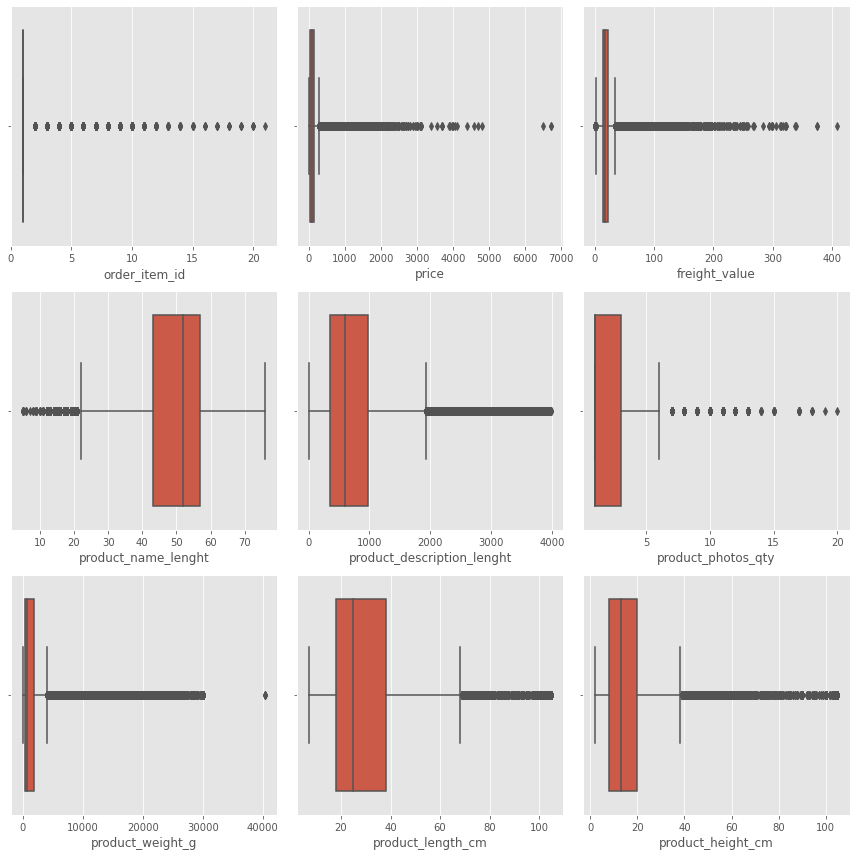 0 5 10 15 20
order_item_id
0 1000 2000 3000 4000 5000 6000 7000
price
0 100 200 300 400
freight_value
10 20 30 40 50 60 70
product_name_lenght
0 1000 2000 3000 4000
product_description_lenght
5 10 15 20
product_photos_qty
0 10000 20000 30000 40000
product_weight_g
20 40 60 80 100
product_length_cm
0 20 40 60 80 100
product_height_cm